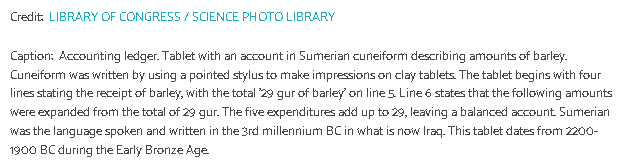 Credit: LIBRARY OF CONGRESS / SCIENCE PHOTO LIBRARY
Caption: Accounting ledger. Tablet with an account in Sumerian cuneiform describing amounts of barley.
Cuneiform was written by using a pointed stylus to make impressions on clay tablets. The tablet begins with four
lines stating the receipt of barley, with the total '29 gur of barley' on line 5. Line 6 states that the following amounts
were expanded from the total of 29 gur. The five expenditures add up to 29, leaving a balanced account. Sumerian
was the language spoken and written in the 3rd millennium BC in what is now Iraq. This tablet dates from 2200-
1900 BC during the Early Bronze Age.